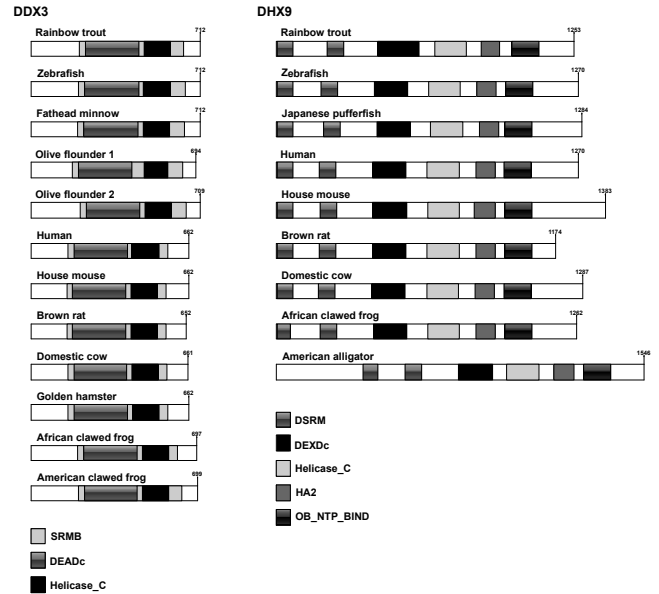 DDX3
Rainbow trout
712
Zebrafish
712
Fathead minnow
712
Olive flounder 1
694
Olive flounder 2
709
Human
662
House mouse
662
Brown rat
652
Domestic cow
661
Golden hamster
662
African clawed frog
697
American clawed frog
699
SRMB
DEADc
Helicase_C
DHX9
Rainbow trout
1253
Zebrafish
1270
Japanese pufferfish
1284
Human
1270
House mouse
1383
Brown rat
1174
Domestic cow
1287
African clawed frog
1262
American alligator
1546
DSRM
DEXDc
Helicase_C
HA2
OB_NTP_BIND